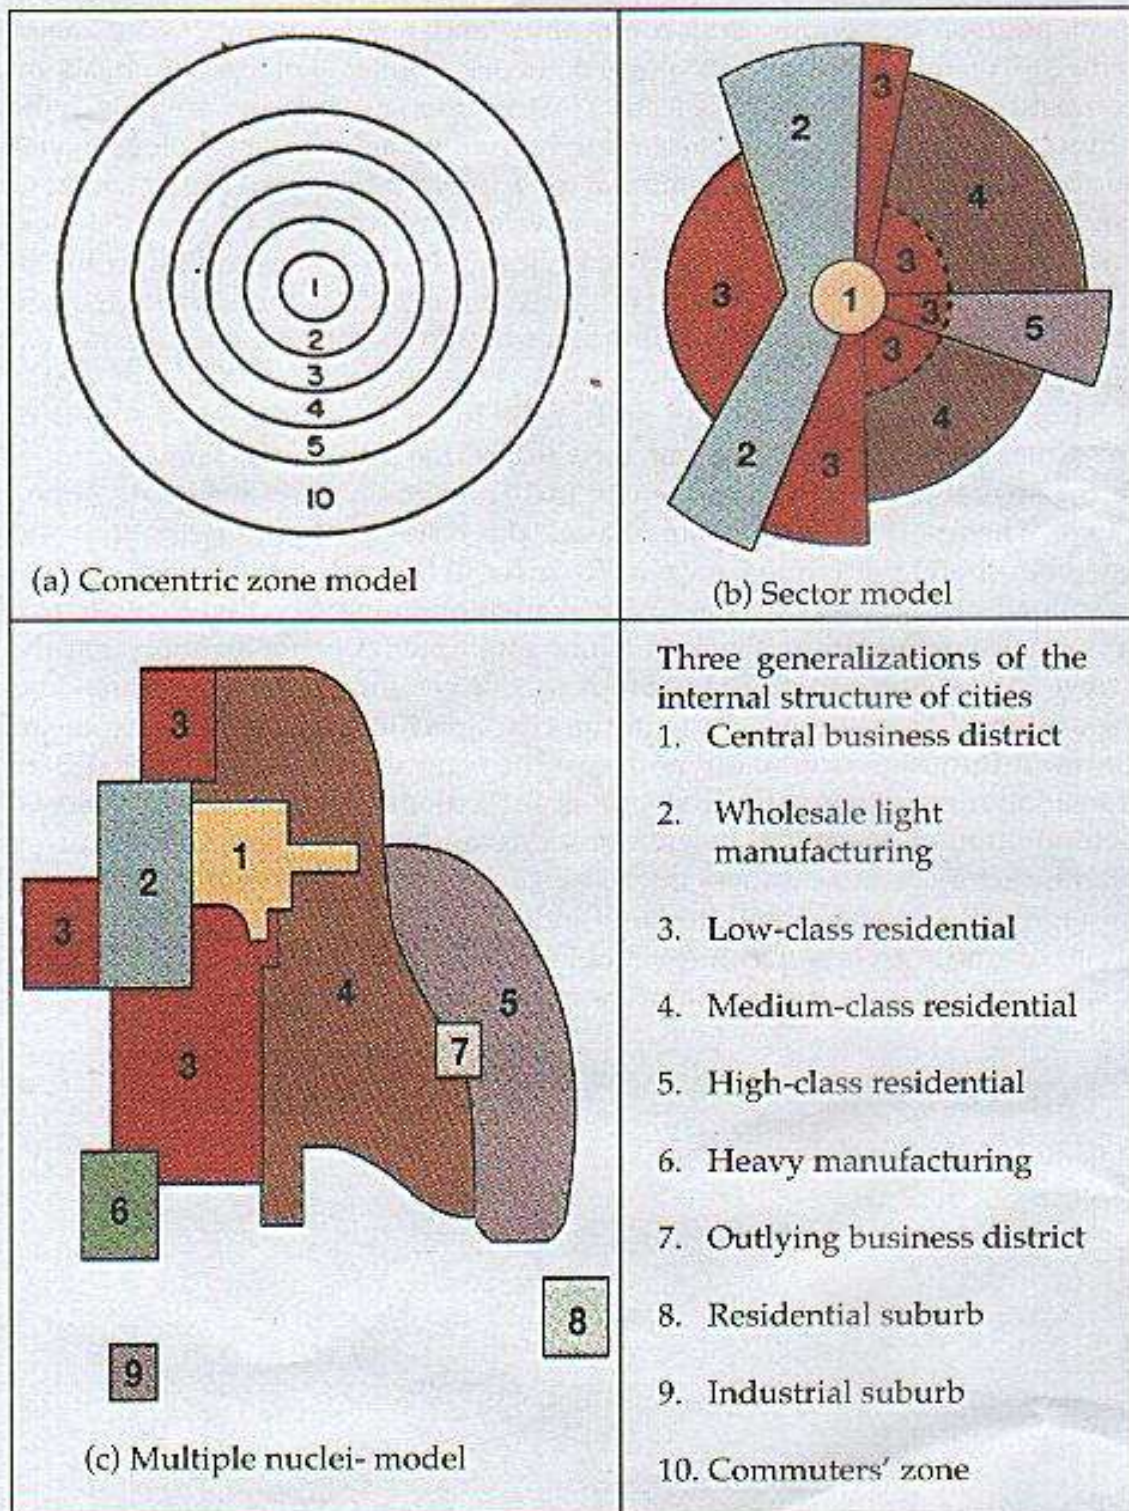 1
2
3
4
5
10
(a) Concentric zone model
3
2
4
3
3
1
3
5
3
4
2
3
(b) Sector model
3
1
2
3
4
5
7
3
6
8
9
(c) Multiple nuclei- model
Three generalizations of the
internal structure of cities
1. Central business district
2. Wholesale light
manufacturing
3. Low-class residential
4. Medium-class residential
5. High-class residential
6. Heavy manufacturing
7. Outlying business district
8. Residential suburb
9. Industrial suburb
10. Commuters' zone